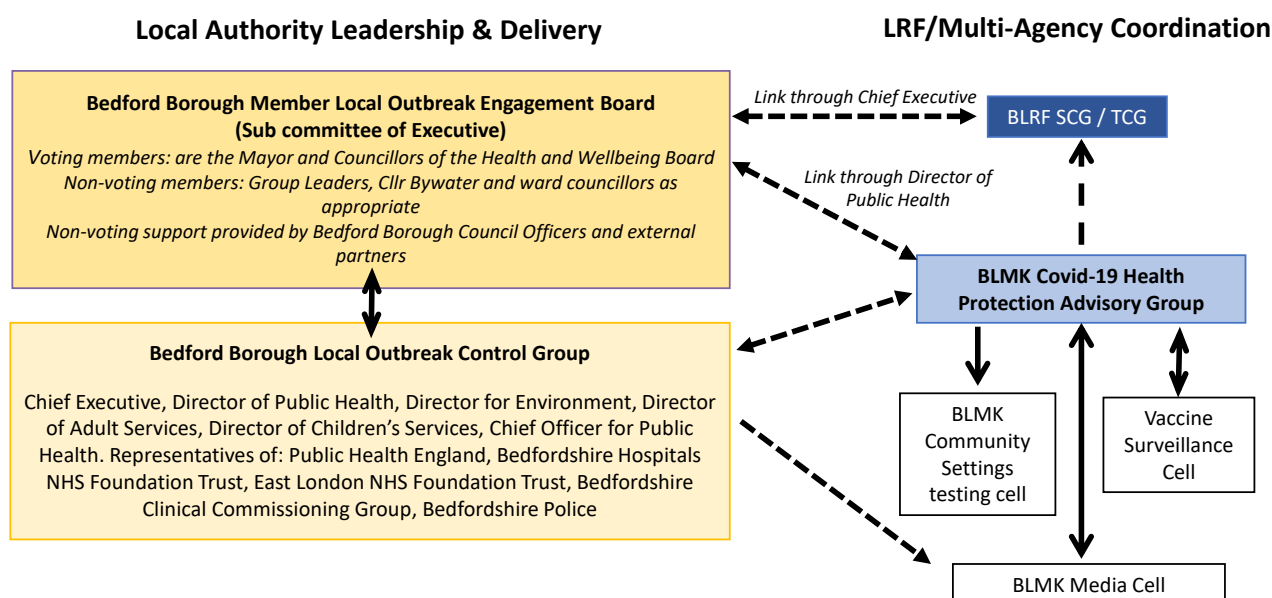 Local Authority Leadership & Delivery
LRF/Multi-Agency Coordination
Bedford Borough Member Local Outbreak Engagement Board
(Sub committee of Executive)
Voting members: are the Mayor and Councillors of the Health and Wellbeing Board
Non-voting members: Group Leaders, Cllr Bywater and ward councillors as
appropriate
Non-voting support provided by Bedford Borough Council Officers and external
partners
Link through Chief Executive
BLRF SCG / TCG
Link through Director of
Public Health
BLMK Covid-19 Health
Protection Advisory Group
Bedford Borough Local Outbreak Control Group
Chief Executive, Director of Public Health, Director for Environment, Director
of Adult Services, Director of Children’s Services, Chief Officer for Public
Health. Representatives of: Public Health England, Bedfordshire Hospitals
NHS Foundation Trust, East London NHS Foundation Trust, Bedfordshire
Clinical Commissioning Group, Bedfordshire Police
BLMK
Community
Settings
testing cell
Vaccine
Surveillance
Cell
BLMK Media Cell